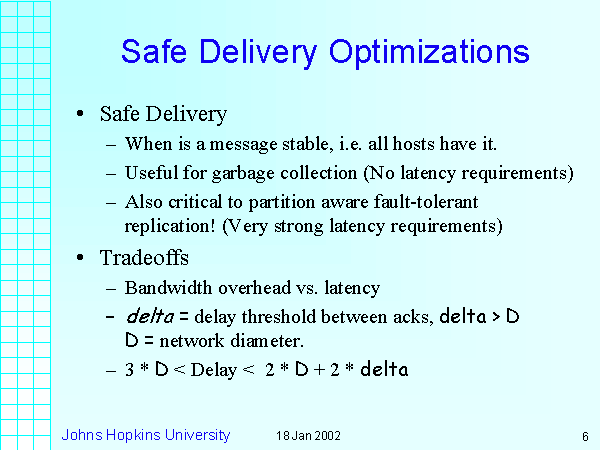 Safe Delivery Optimizations
• Safe Delivery
– When is a message stable, i.e. all hosts have it.
– Useful for garbage collection (No latency requirements)
– Also critical to partition aware fault-tolerant
replication! (Very strong latency requirements)
• Tradeoffs
– Bandwidth overhead vs. latency
– delta = delay threshold between acks, delta > D
D = network diameter.
– 3 * D < Delay < 2 * D + 2 * delta
Johns Hopkins University 18 Jan 2002 6